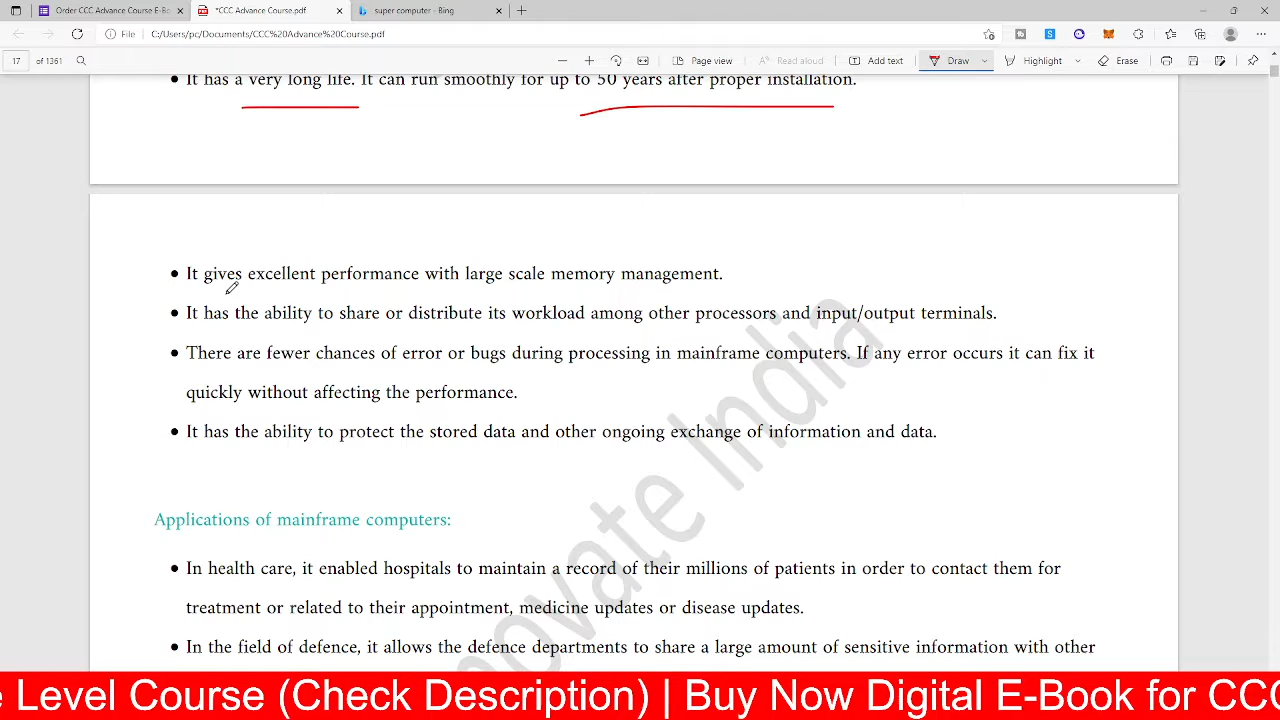 Order CCC Advance Course E-Bo
*CCC Advance Course.pdf
super computer - Bing
File
C:/Users/pc/Documents/CCC%20Advance%20Course.pdf
17 of 1361
Page view
Read aloud
Add text
Draw
Highlight
Erase
It has a very long life. It can run smoothly for up to 50 years after proper installation.
It gives excellent performance with large scale memory management.
It has the ability to share or distribute its workload among other processors and input/output terminals.
There are fewer chances of error or bugs during processing in mainframe computers. If any error occurs it can fix it
quickly without affecting the performance.
It has the ability to protect the stored data and other ongoing exchange of information and data.
Applications of mainframe computers:
In health care, it enabled hospitals to maintain a record of their millions of patients in order to contact them for
treatment or related to their appointment, medicine updates or disease updates.
In the field of defence, it allows the defence departments to share a large amount of sensitive information with other
novate India
e Level Course (Check Description) | Buy Now Digital E-Book for CCC